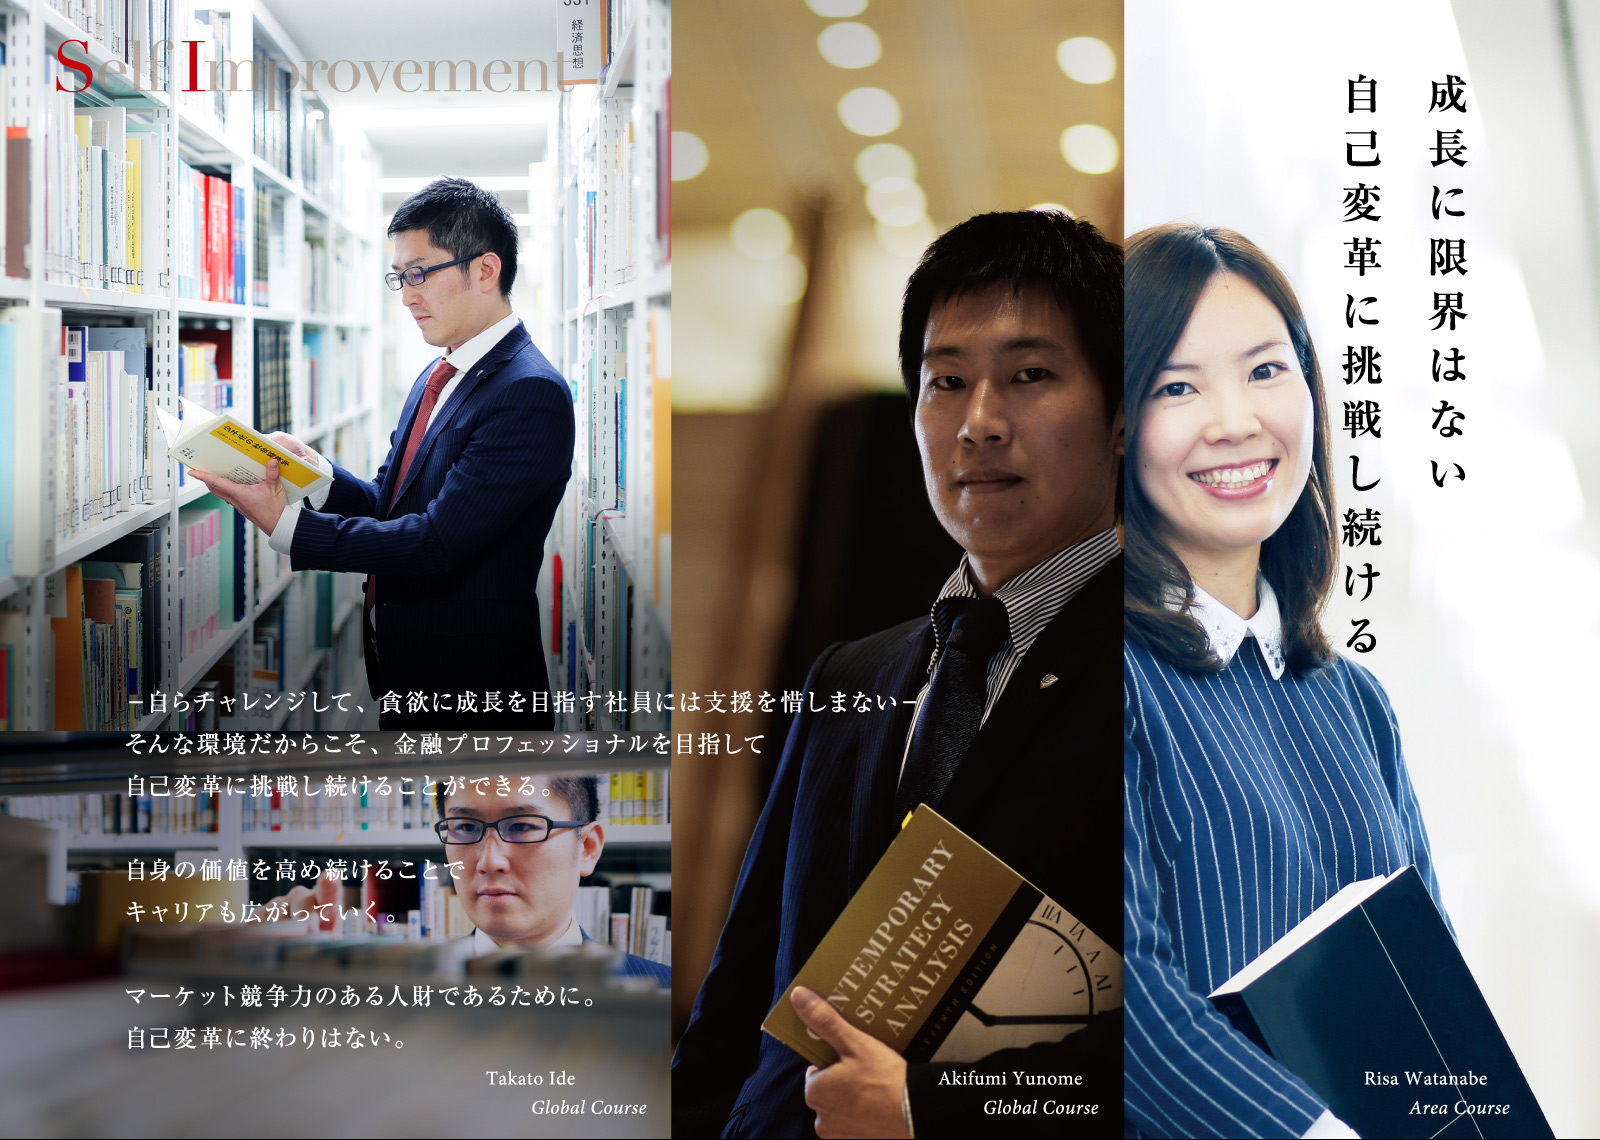 Self Improvement
331
経済思想
成長に限界はない
自己変革に挑戦し続ける
－自らチャレンジして、貪欲に成長を目指す社員には支援を惜しまない－
そんな環境だからこそ、金融プロフェッショナルを目指して
自己変革に挑戦し続けることができる。
自身の価値を高め続けることで
キャリアも広がっていく。
マーケット競争力のある人財であるために。
自己変革に終わりはない。
CONTEMPORARY
STRATEGY
ANALYSIS
SEVENTH EDITION
Takato Ide
Global Course
Akifumi Yunome
Global Course
Risa Watanabe
Area Course